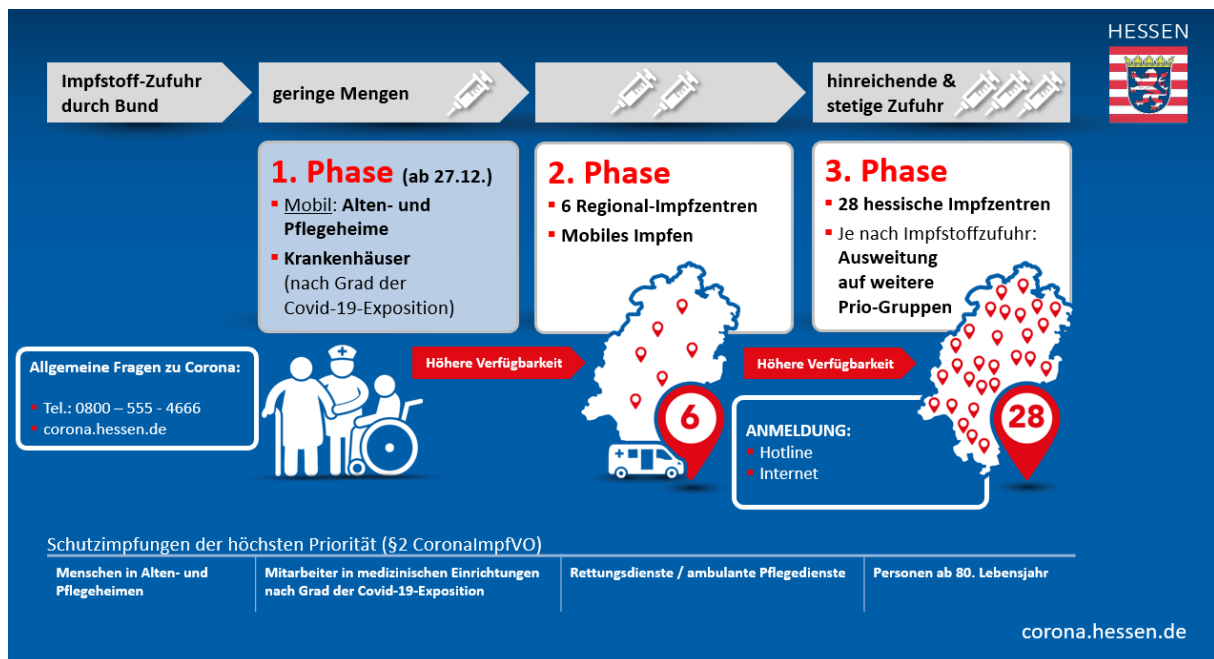 HESSEN
Impfstoff-Zufuhr
durch Bund
geringe Mengen
hinreichende &
stetige Zufuhr
1. Phase (ab 27.12.)
▪ Mobil: Alten- und
Pflegeheime
▪ Krankenhäuser
(nach Grad der
Covid-19-Exposition)
2. Phase
▪ 6 Regional-Impfzentren
▪ Mobiles Impfen
3. Phase
▪ 28 hessische Impfzentren
▪ Je nach Impfstoffzufuhr:
Ausweitung
auf weitere
Prio-Gruppen
Allgemeine Fragen zu Corona:
▪ Tel.: 0800 – 555 - 4666
▪ corona.hessen.de
Höhere Verfügbarkeit
6
Höhere Verfügbarkeit
28
ANMELDUNG:
▪ Hotline
▪ Internet
Schutzimpfungen der höchsten Priorität (§2 CoronaImpfVO)
Menschen in Alten- und
Pflegeheimen
Mitarbeiter in medizinischen Einrichtungen
nach Grad der Covid-19-Exposition
Rettungsdienste / ambulante Pflegedienste
Personen ab 80. Lebensjahr
corona.hessen.de